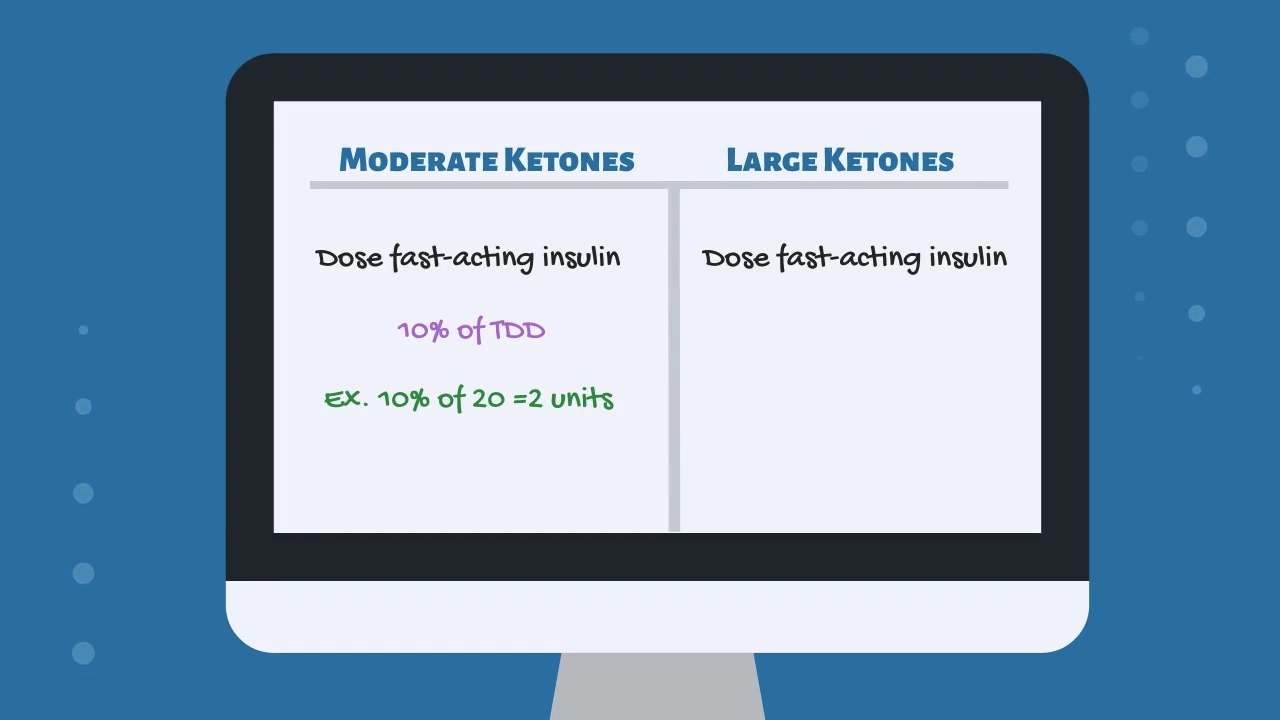 Moderate Ketones
Large Ketones
Dose fast-acting insulin
10% of TDD
Ex. 10% of 20 =2 units
Dose fast-acting insulin